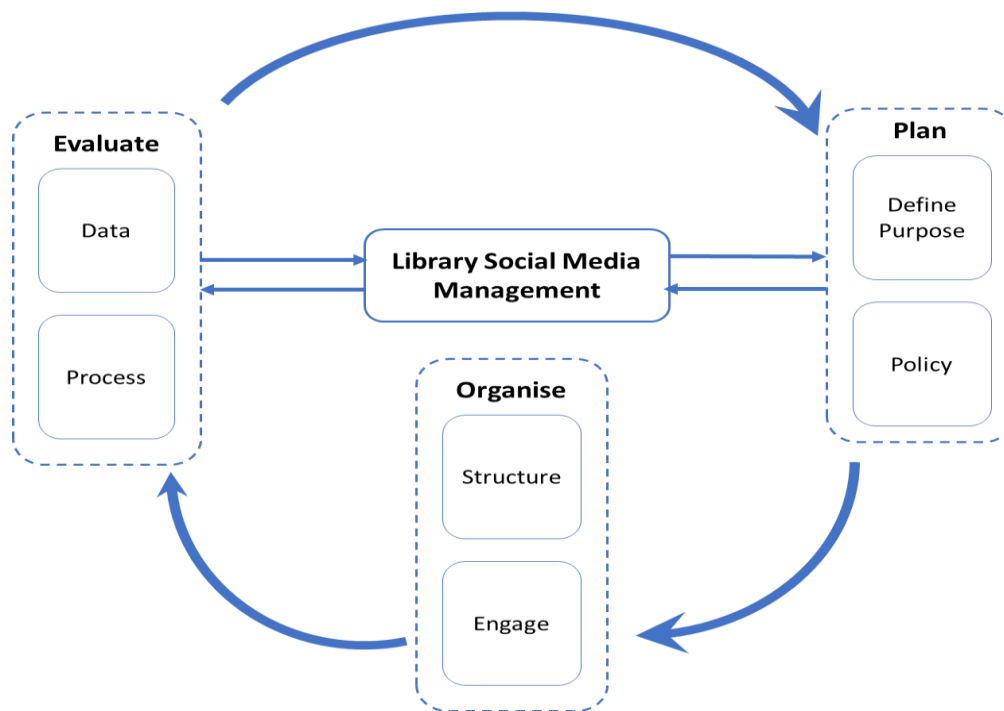 Evaluate
Data
Process
Library Social Media
Management
Plan
Define
Purpose
Policy
Organise
Structure
Engage